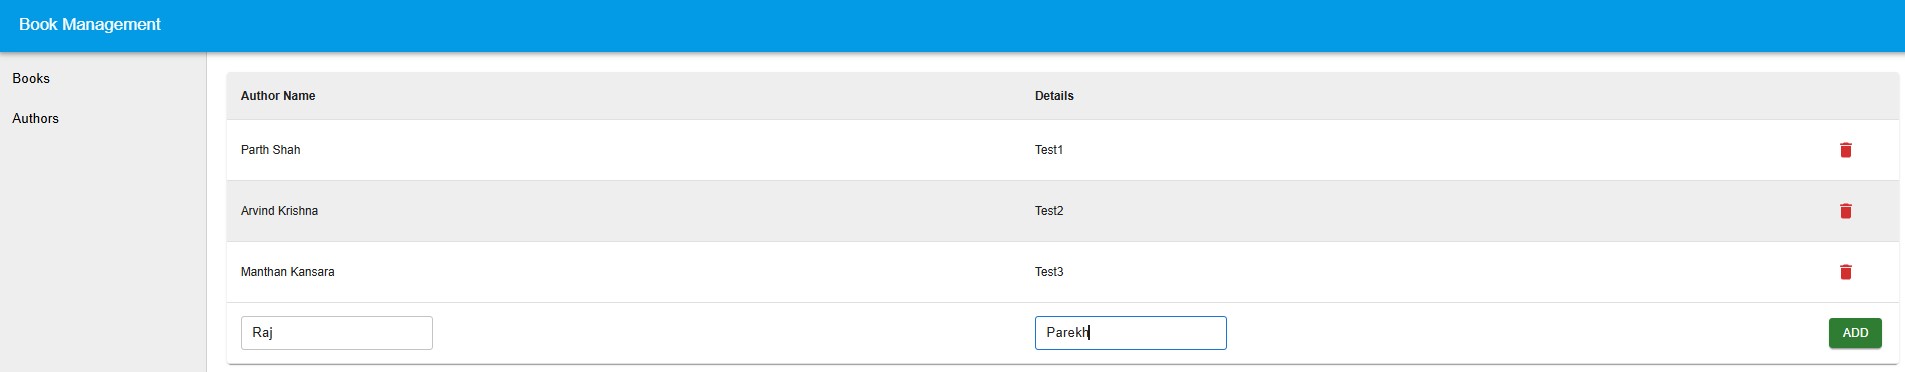 Book Management
Books
Authors
Author Name Details
Parth Shah Test1
Arvind Krishna Test2
Manthan Kansara Test3
Raj Parekh ADD